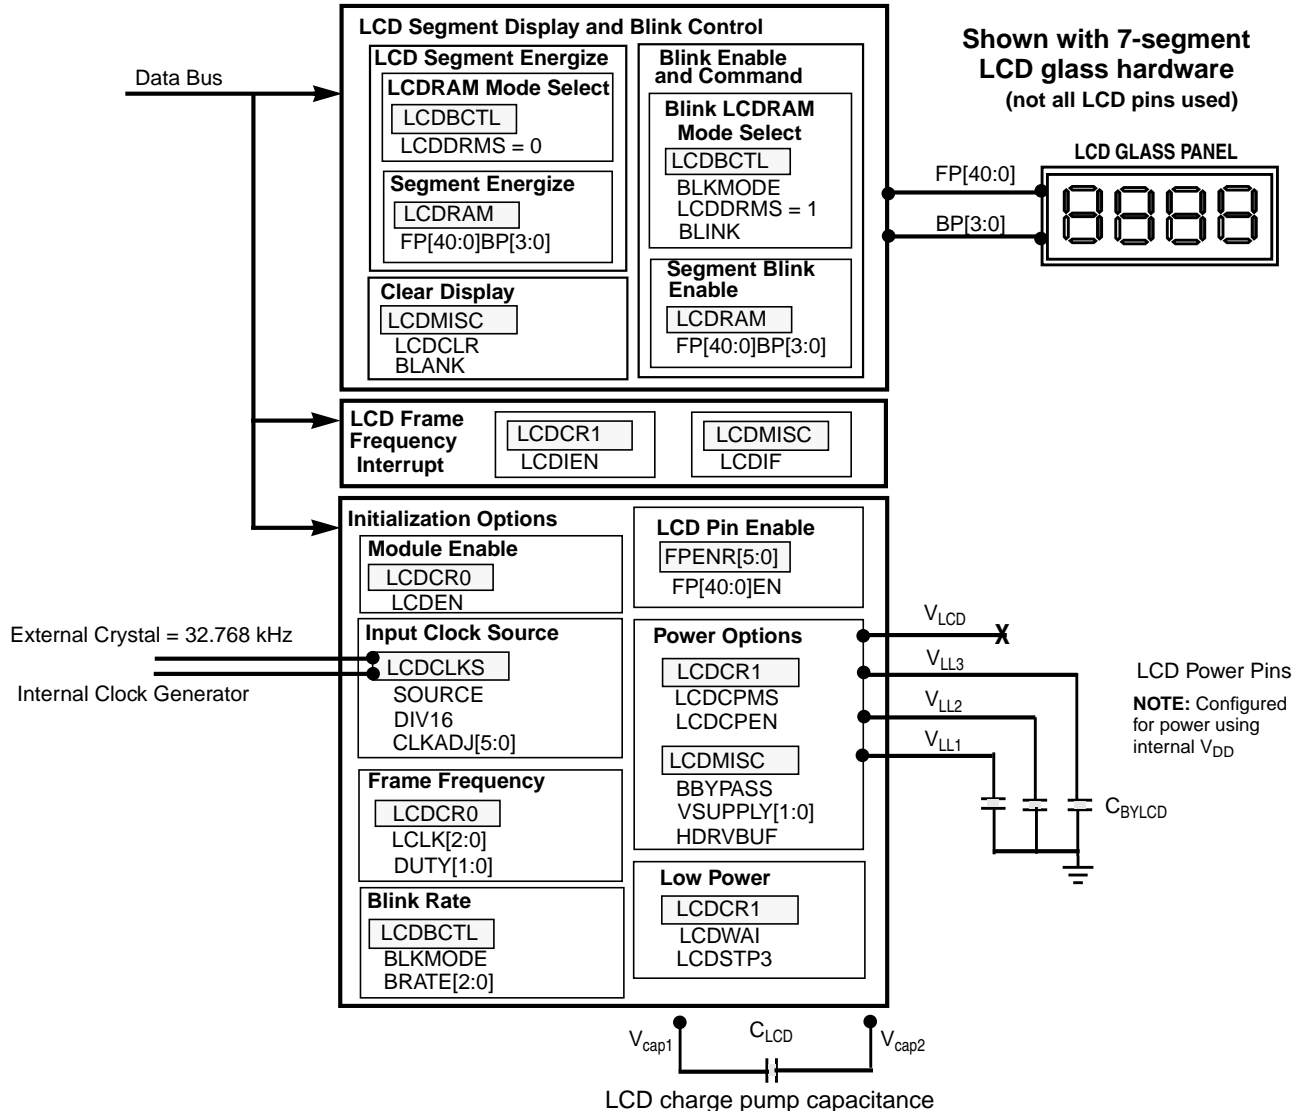 LCD Segment Display and Blink Control
LCD Segment Energize
LCDRAM Mode Select
LCDBCTL
LCDDRMS = 0
Segment Energize
LCDRAM
FP[40:0]BP[3:0]
Clear Display
LCDMISC
LCDCLR
BLANK
Blink Enable
and Command
Blink LCDRAM
Mode Select
LCDBCTL
BLKMODE
LCDDRMS = 1
BLINK
Segment Blink
Enable
LCDRAM
FP[40:0]BP[3:0]
Data Bus
Shown with 7-segment
LCD glass hardware
(not all LCD pins used)
LCD GLASS PANEL
FP[40:0]
BP[3:0]
LCD Frame
Frequency
Interrupt
LCDCR1
LCDIEN
LCDMISC
LCDIF
Initialization Options
Module Enable
LCDCR0
LCDEN
Input Clock Source
LCDCLKS
SOURCE
DIV16
CLKADJ[5:0]
Frame Frequency
LCDCR0
LCLK[2:0]
DUTY[1:0]
Blink Rate
LCDBCTL
BLKMODE
BRATE[2:0]
LCD Pin Enable
FPENR[5:0]
FP[40:0]EN
Power Options
LCDCR1
LCDCPMS
LCDCPEN
LCDMISC
BBYPASS
VSUPPLY[1:0]
HDRVBUF
Low Power
LCDCR1
LCDWAI
LCDSTP3
External Crystal = 32.768 kHz
Internal Clock Generator
VLCD
X
VLL3
VLL2
VLL1
LCD Power Pins
NOTE: Configured
for power using
internal VDD
CBYLCD
Vcap1
CLCD
Vcap2
LCD charge pump capacitance